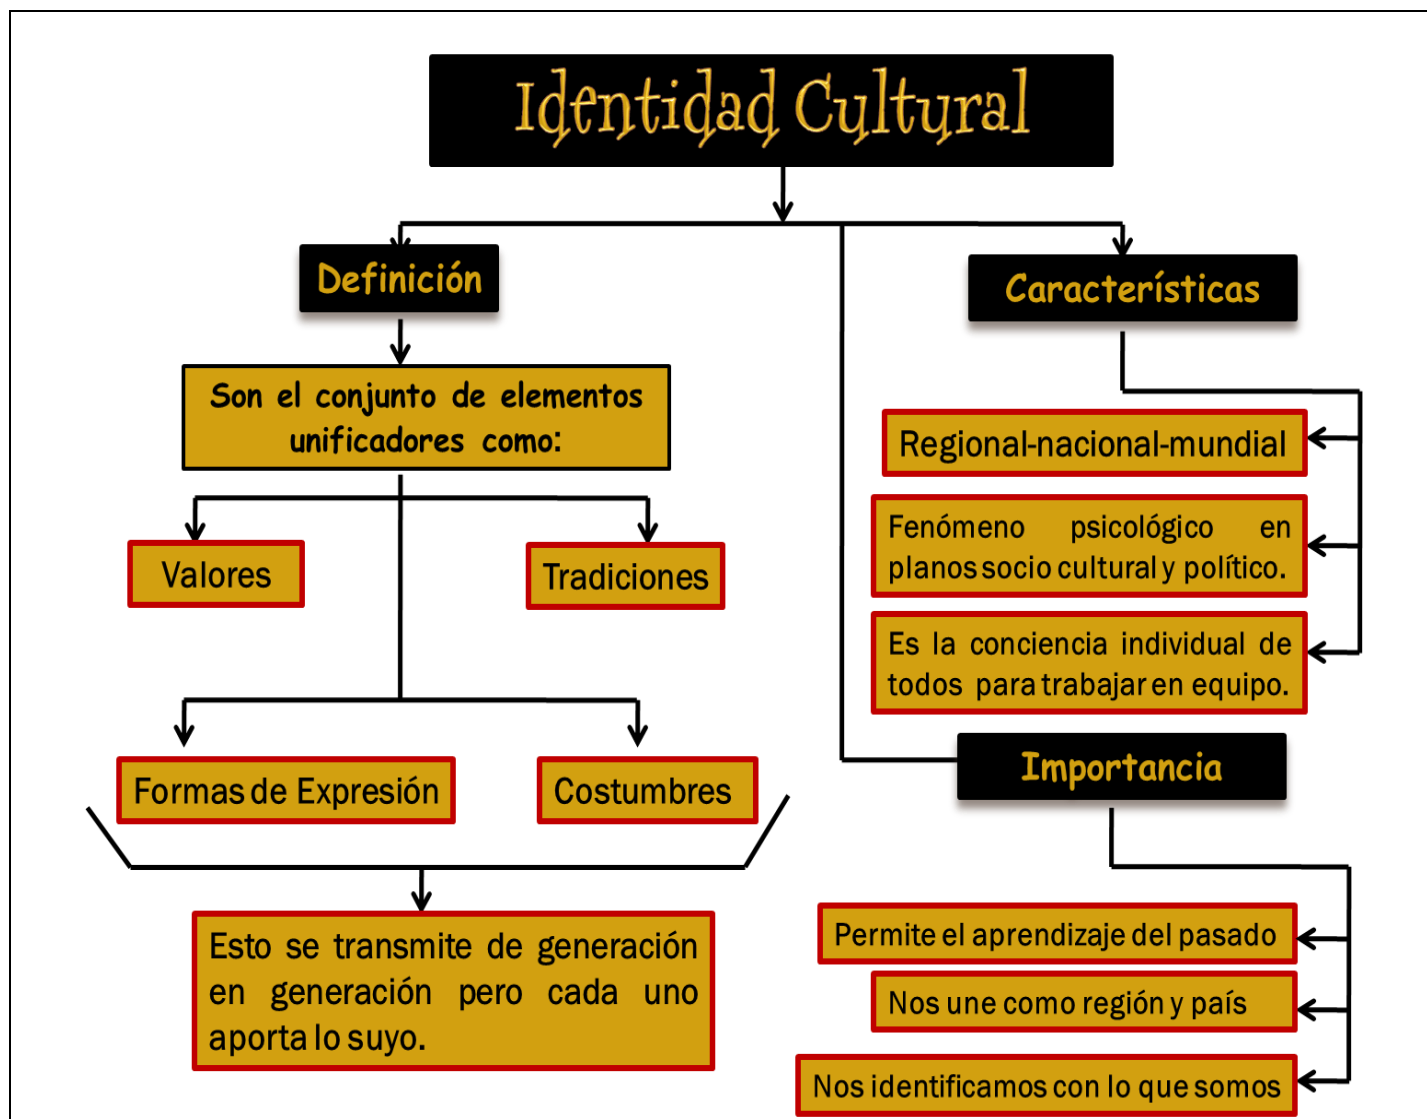 Identidad Cultural
Definición
Son el conjunto de elementos
unificadores como:
Valores
Tradiciones
Formas de Expresión
Costumbres
Esto se transmite de generación
en generación pero cada uno
aporta lo suyo.
Características
Regional-nacional-mundial
Fenómeno psicológico en
planos socio cultural y político.
Es la conciencia individual de
todos para trabajar en equipo.
Importancia
Permite el aprendizaje del pasado
Nos une como región y país
Nos identificamos con lo que somos